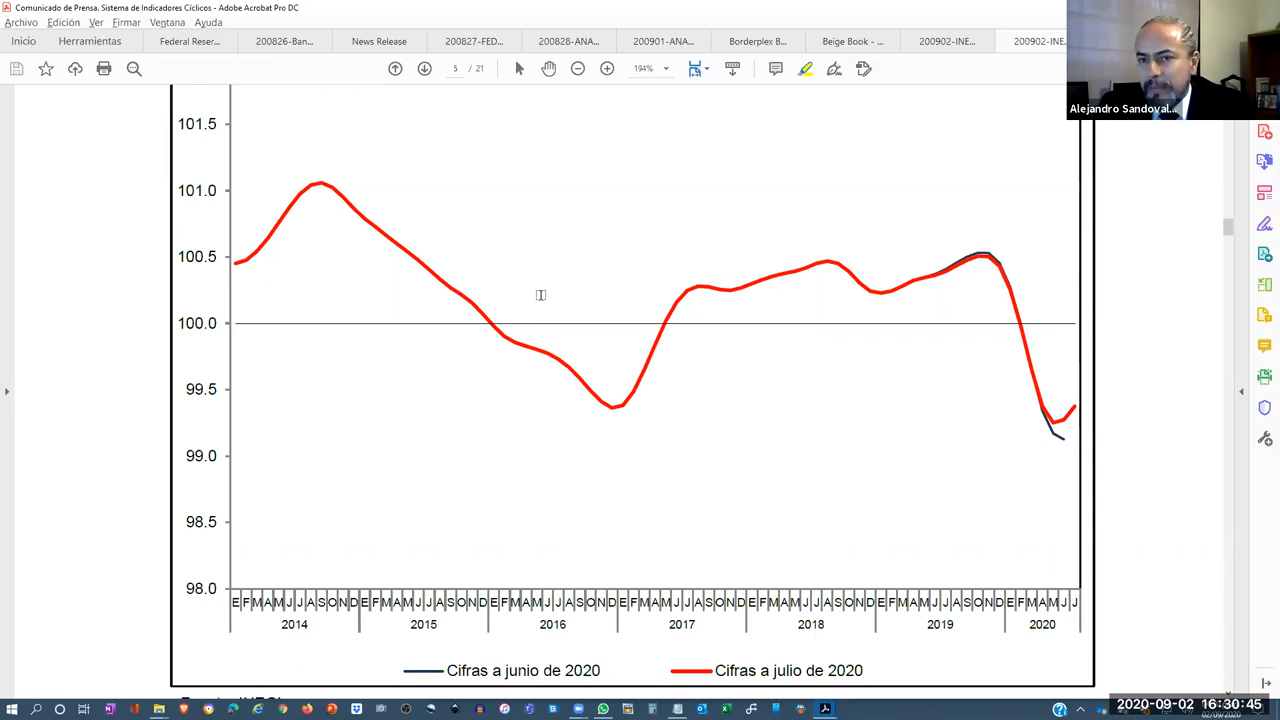 Comunicado de Prensa. Sistema de Indicadores Cíclicos - Adobe Acrobat Pro DC
Archivo Edición Ver Firmar Ventana Ayuda
Inicio Herramientas Federal Reser... 200826-Ban... News Release 200827-FED... 200828-ANA... 200901-ANA... Borderplex B... Beige Book - ... 200902-INE... 200902-INE...
5 / 21 194%
Alejandro Sandoval...
101.5
101.0
100.5
100.0
99.5
99.0
98.5
98.0
E F M A M J J A S O N D E F M A M J J A S O N D E F M A M J J A S O N D E F M A M J J A S O N D E F M A M J J A S O N D E F M A M J J A S O N D E F M A M J J
2014 2015 2016 2017 2018 2019 2020
Cifras a junio de 2020 Cifras a julio de 2020
2020-09-02 16:30:45
02/09/2020